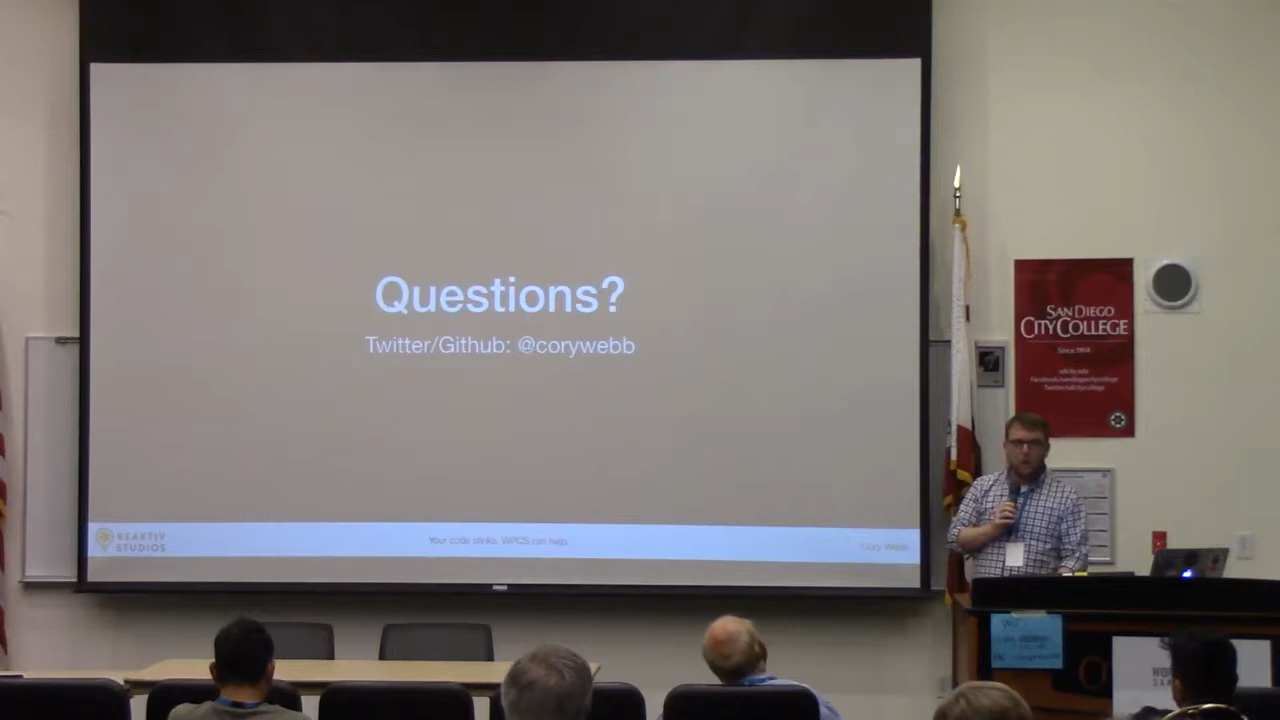 Questions?
Twitter/Github: @corywebb
REAKTIV
STUDIOS
Your code stinks. WPCS can help.
Cory Webb
SAN DIEGO
CITY COLLEGE
Since 1914